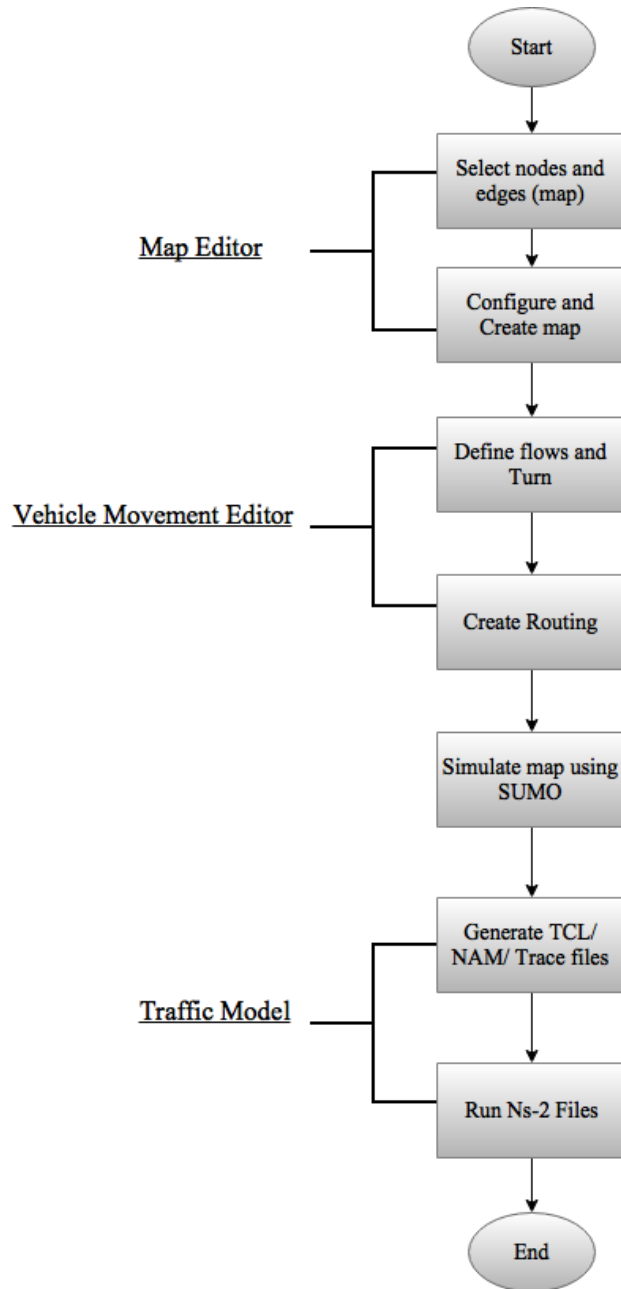 Start
Select nodes and
edges (map)
Map Editor
Configure and
Create map
Define flows and
Turn
Vehicle Movement Editor
Create Routing
Simulate map using
SUMO
Generate TCL/
NAM/ Trace files
Traffic Model
Run Ns-2 Files
End